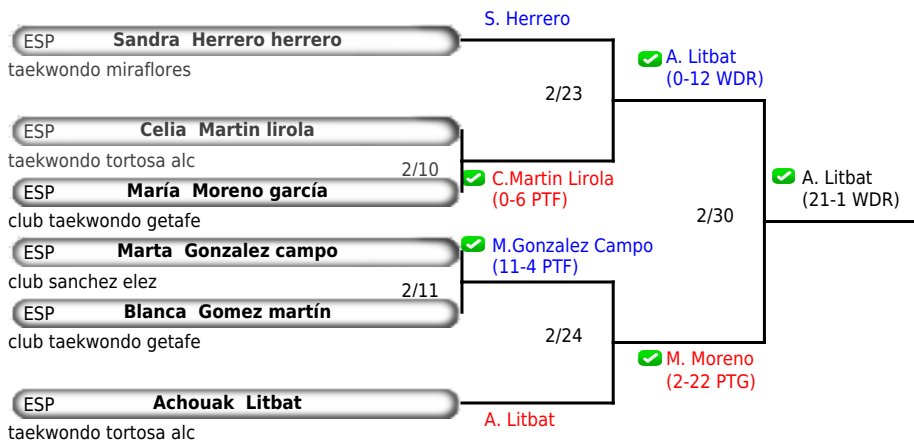 S. Herrero
ESP Sandra Herrero herrero
taekwondo miraflores
A. Litbat
(0-12 WDR)
2/23
ESP Celia Martin lirola
taekwondo tortosa alc
2/10
C.Martin Lirola
(0-6 PTF)
ESP María Moreno garcía
club taekwondo getafe
A. Litbat
(21-1 WDR)
2/30
ESP Marta Gonzalez campo
club sanchez elez
M.Gonzalez Campo
(11-4 PTF)
2/11
ESP Blanca Gomez martín
club taekwondo getafe
2/24
M. Moreno
(2-22 PTG)
ESP Achouak Litbat
taekwondo tortosa alc
A. Litbat